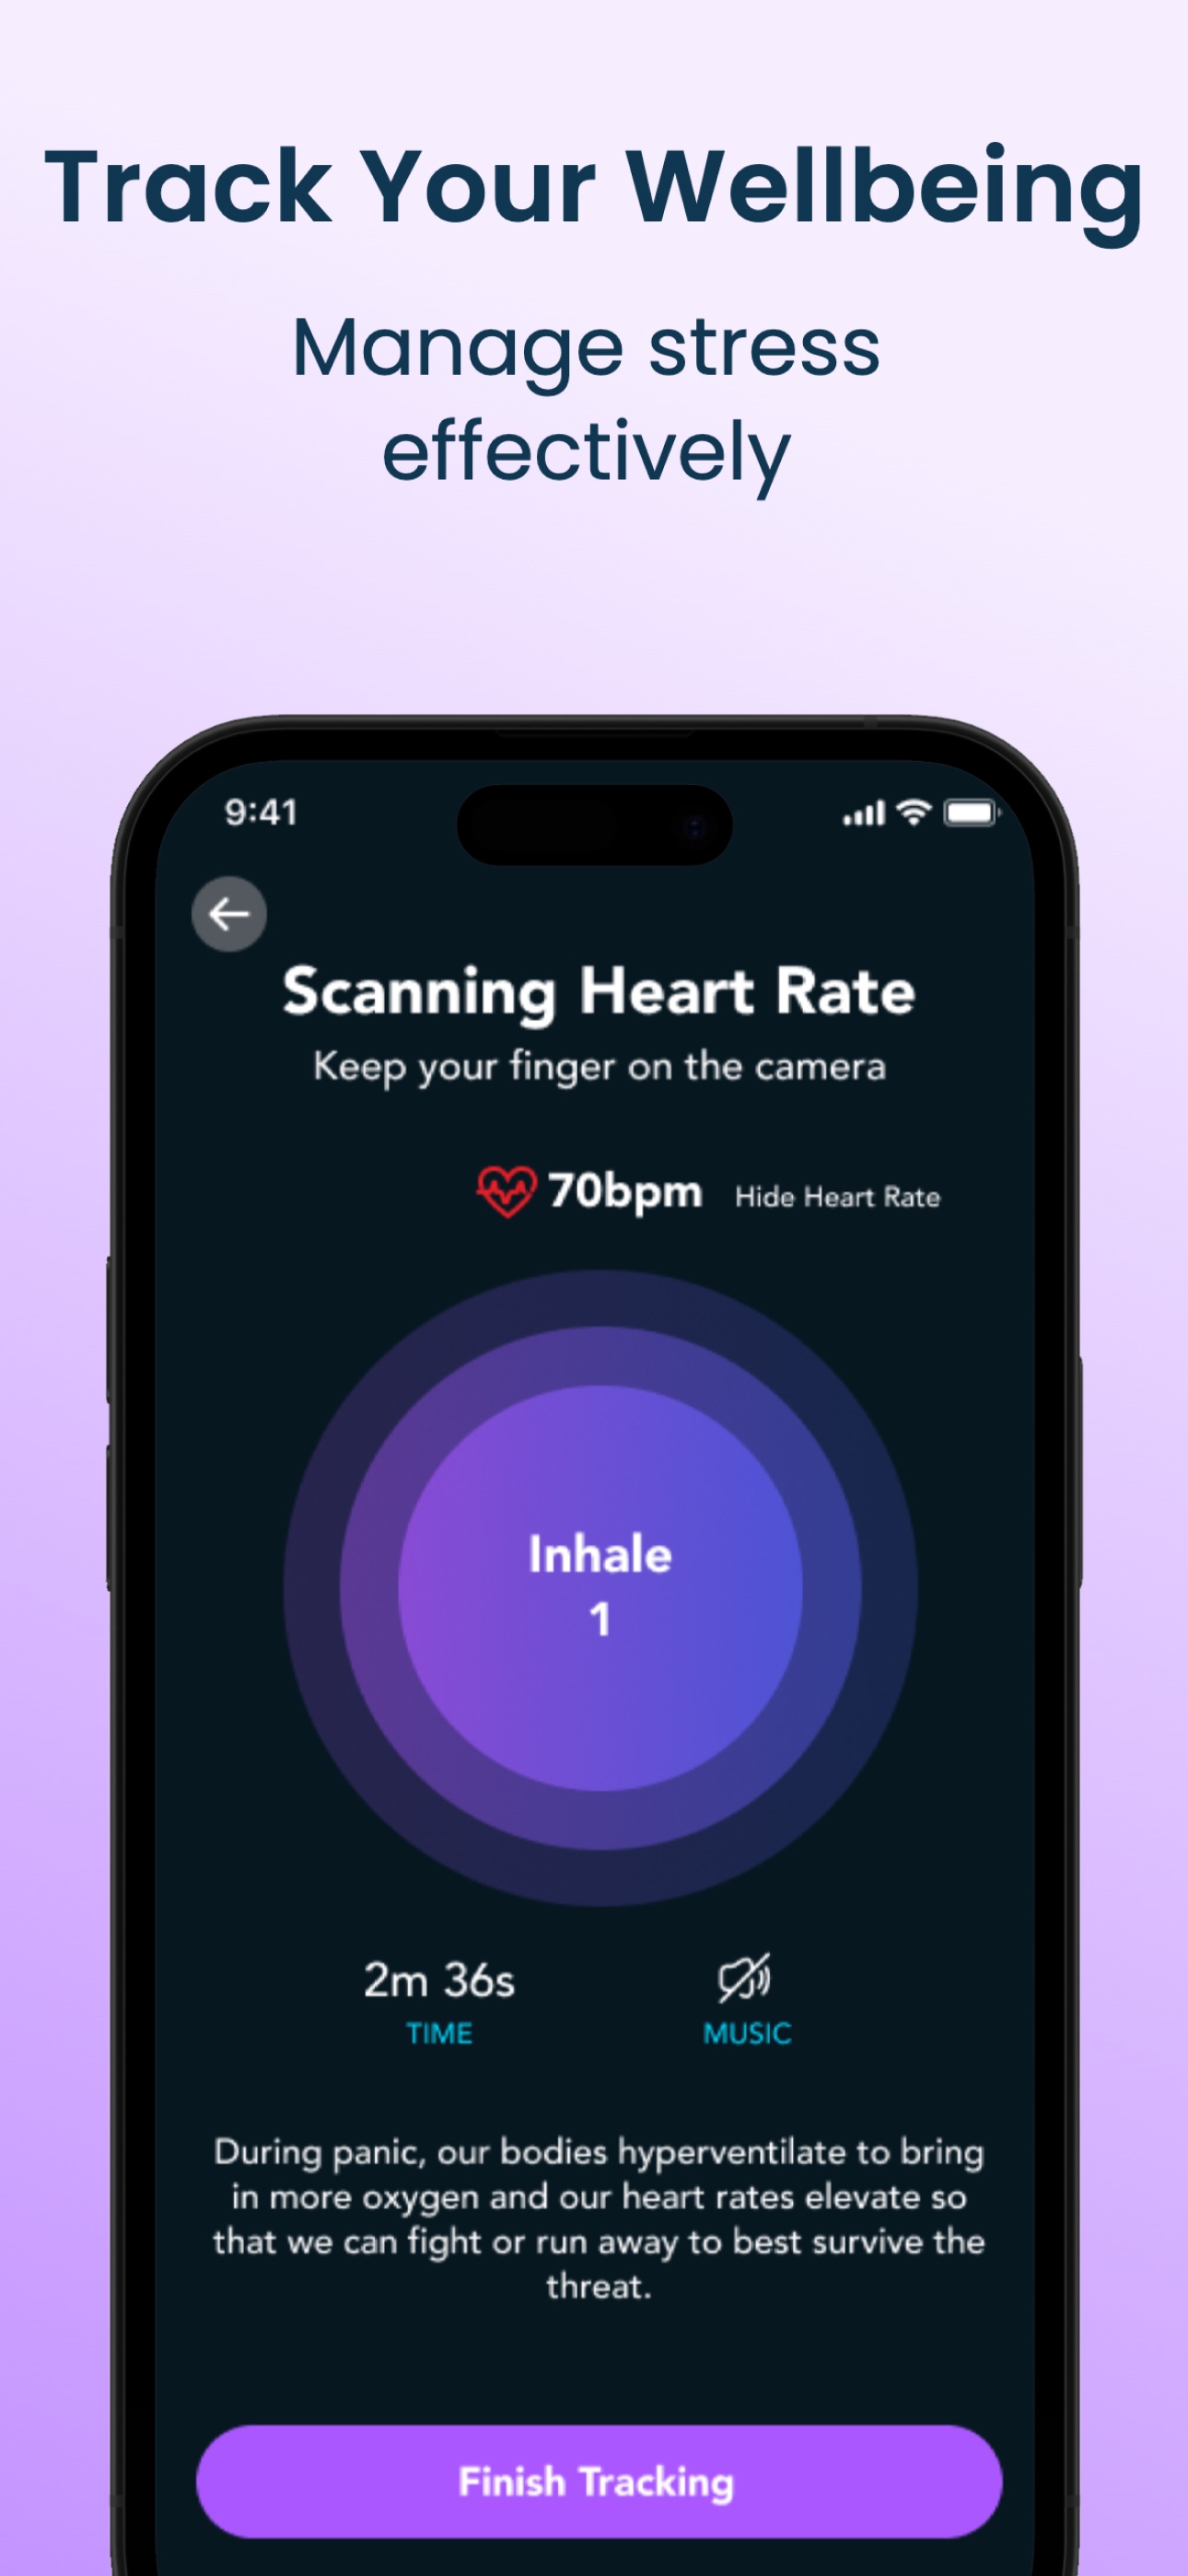 Track Your Wellbeing
Manage stress
effectively
9:41
Scanning Heart Rate
Keep your finger on the camera
70bpm Hide Heart Rate
Inhale
1
2m 36s
TIME
MUSIC
During panic, our bodies hyperventilate to bring
in more oxygen and our heart rates elevate so
that we can fight or run away to best survive the
threat.
Finish Tracking